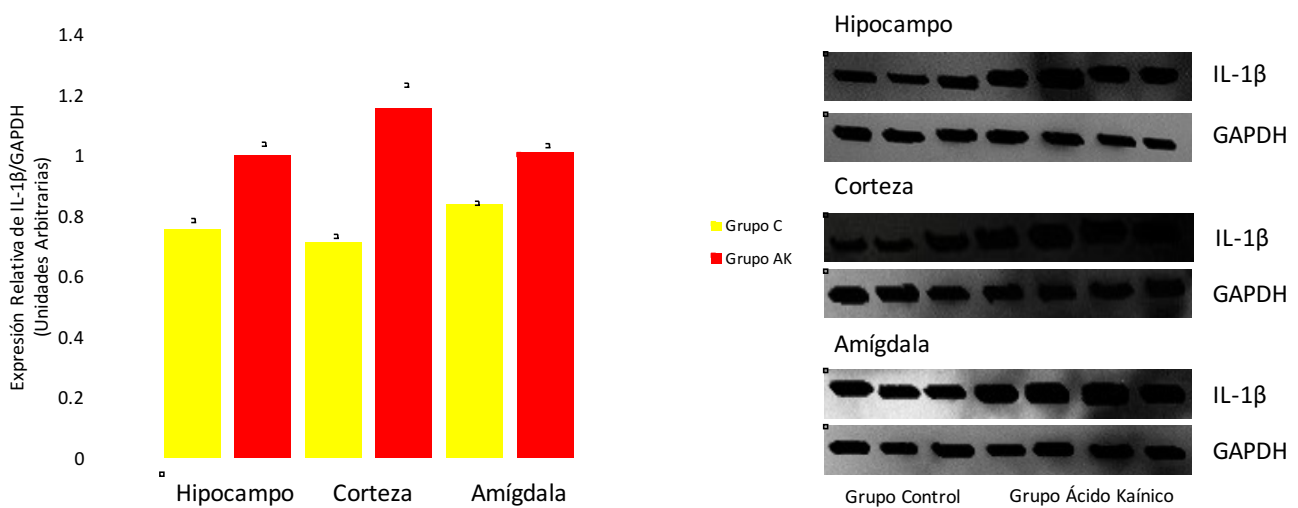 Expresión Relativa de IL-1β/GAPDH
(Unidades Arbitrarias)
1.4
1.2
1
0.8
0.6
0.4
0.2
0
Hipocampo
Corteza
Amígdala
Grupo C
Grupo AK
Hipocampo
IL-1β
GAPDH
Corteza
IL-1β
GAPDH
Amígdala
IL-1β
GAPDH
Grupo Control
Grupo Ácido Kaínico